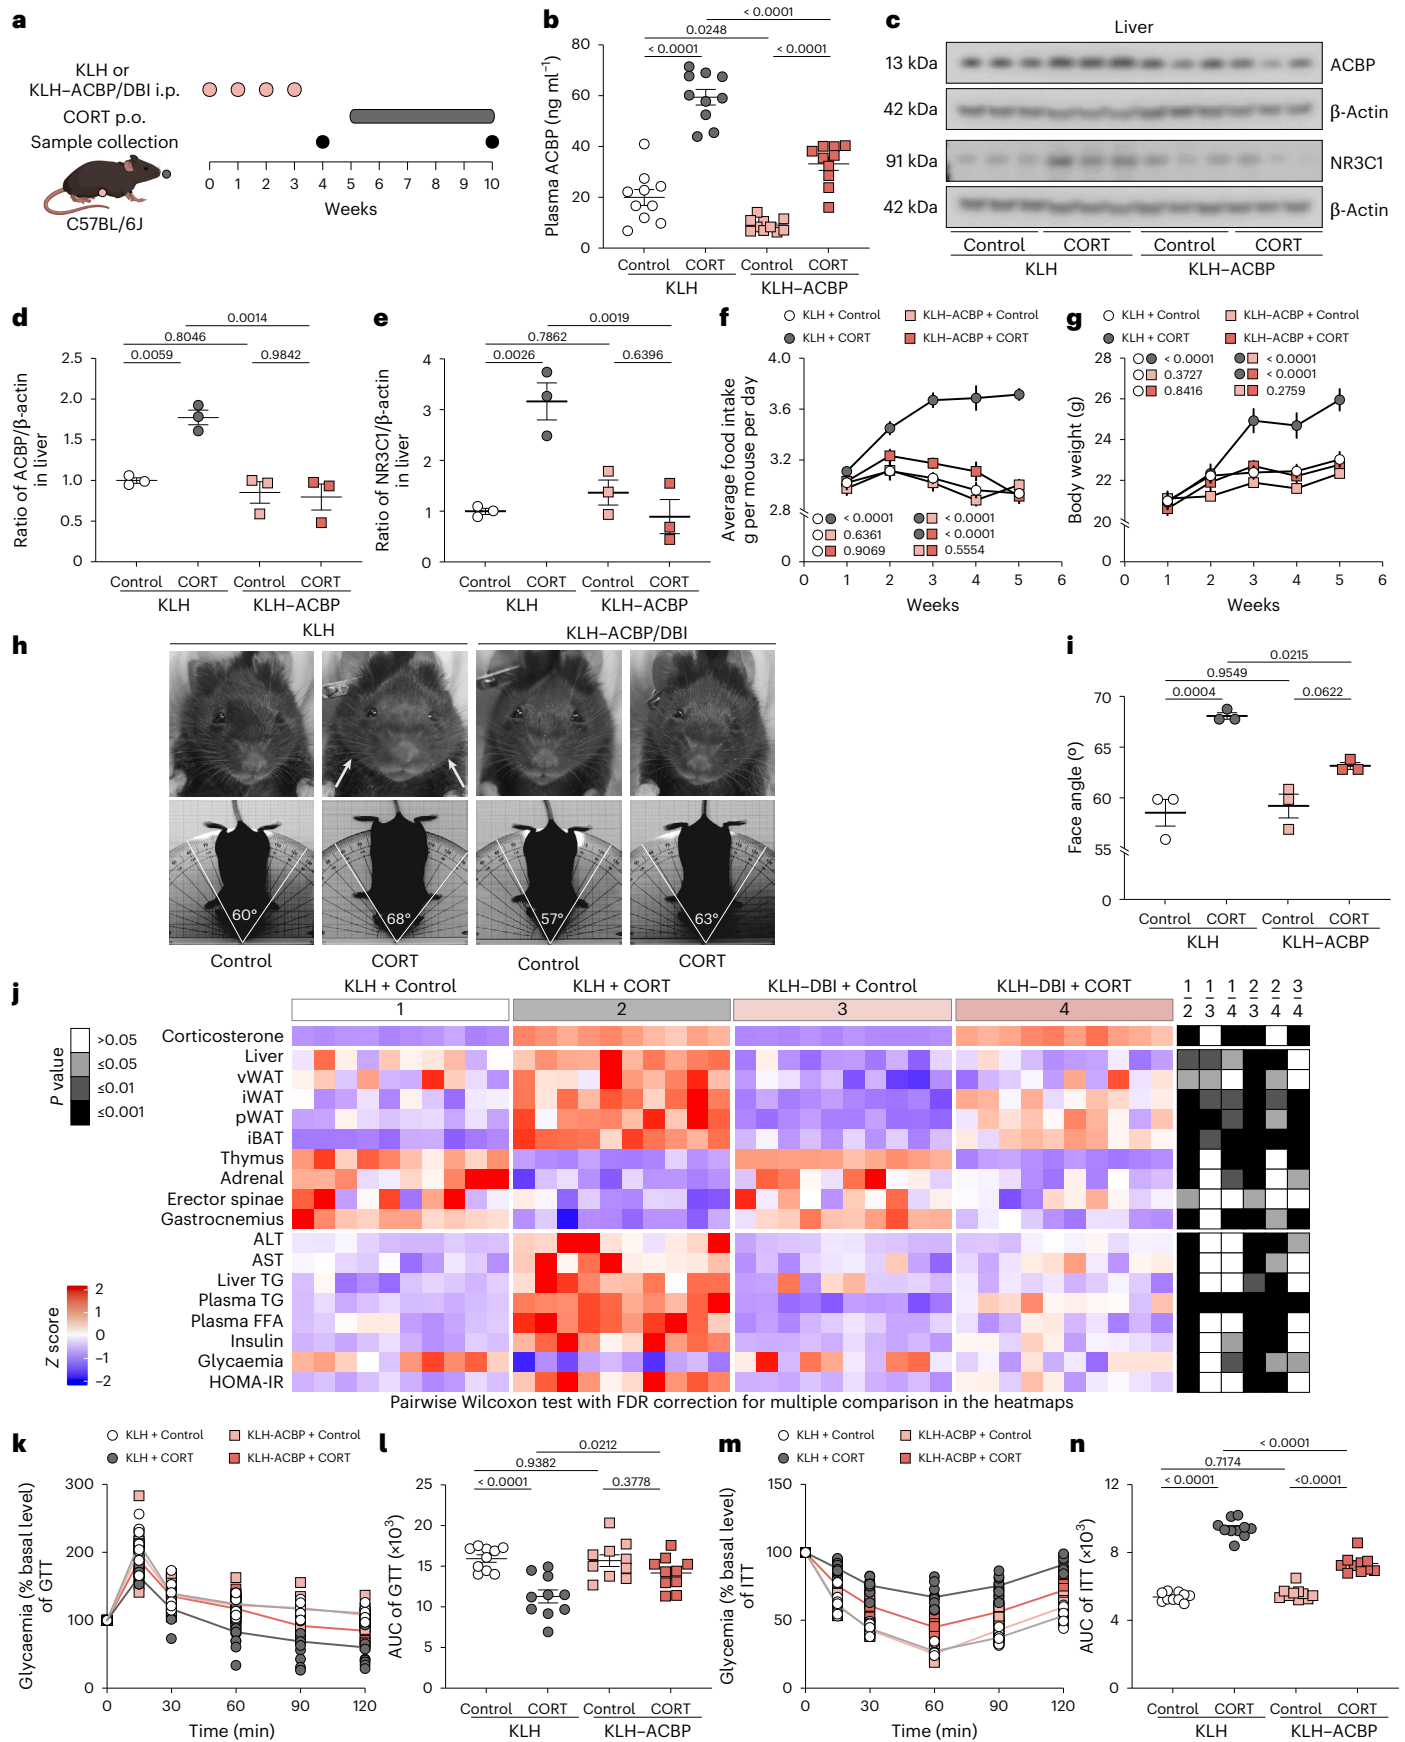 a
KLH or
KLH–ACBP/DBI i.p.
CORT p.o.
Sample collection
C57BL/6J
0 1 2 3 4 5 6 7 8 9 10
Weeks
b
Plasma ACBP (ng ml–1)
80
60
40
20
0
< 0.0001
0.0248
< 0.0001 < 0.0001
Control CORT Control CORT
KLH KLH–ACBP
c
Liver
13 kDa ACBP
42 kDa β-Actin
91 kDa NR3C1
42 kDa β-Actin
Control CORT Control CORT
KLH KLH–ACBP
d
Ratio of ACBP/β-actin
in liver
2.5
2.0
1.5
1.0
0.5
0
0.0014
0.8046
0.0059 0.9842
Control CORT Control CORT
KLH KLH–ACBP
e
Ratio of NR3C1/β-actin
in liver
4
3
2
1
0
0.0019
0.7862
0.0026 0.6396
Control CORT Control CORT
KLH KLH–ACBP
f
KLH + Control KLH–ACBP + Control
KLH + CORT KLH–ACBP + CORT
Average food intake
g per mouse per day
4.0
3.6
3.2
2.8
0
< 0.0001 < 0.0001
0.6361 < 0.0001
0.9069 0.5554
0 1 2 3 4 5 6
Weeks
g
KLH + Control KLH–ACBP + Control
KLH + CORT KLH–ACBP + CORT
Body weight (g)
28
26
24
22
20
0
< 0.0001 < 0.0001
0.3727 < 0.0001
0.8416 0.2759
0 1 2 3 4 5 6
Weeks
h
KLH KLH–ACBP/DBI
60° 68° 57° 63°
Control CORT Control CORT
i
Face angle (°)
70
65
60
55
0
0.0215
0.9549
0.0004 0.0622
Control CORT Control CORT
KLH KLH–ACBP
j
KLH + Control KLH + CORT KLH–DBI + Control KLH–DBI + CORT
1 2 3 4
1 1 1 2 2 3
2 3 4 3 4 4
P value
>0.05
≤0.05
≤0.01
≤0.001
Corticosterone
Liver
vWAT
iWAT
pWAT
iBAT
Thymus
Adrenal
Erector spinae
Gastrocnemius
ALT
AST
Liver TG
Plasma TG
Plasma FFA
Insulin
Glycaemia
HOMA-IR
Z score
2
1
0
–1
–2
Pairwise Wilcoxon test with FDR correction for multiple comparison in the heatmaps
k
KLH + Control KLH-ACBP + Control
KLH + CORT KLH-ACBP + CORT
Glycaemia (% basal level)
of GTT
300
200
100
0
0 30 60 90 120
Time (min)
l
AUC of GTT (×10³)
25
20
15
10
5
0
0.0212
0.9382
< 0.0001 0.3778
Control CORT Control CORT
KLH KLH–ACBP
m
KLH + Control KLH–ACBP + Control
KLH + CORT KLH–ACBP + CORT
Glycemia (% basal level)
of ITT
150
100
50
0
0 30 60 90 120
Time (min)
n
AUC of ITT (×10³)
12
8
4
0
< 0.0001
0.7174
< 0.0001 <0.0001
Control CORT Control CORT
KLH KLH–ACBP